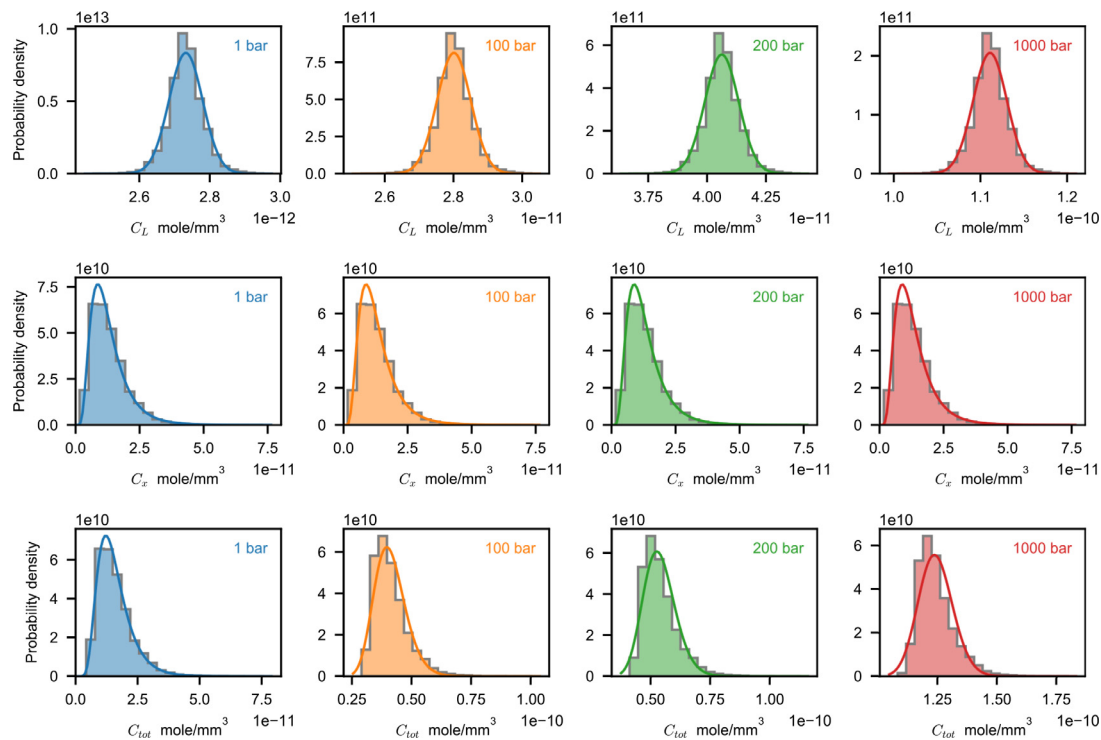 1e13
1 bar
1.0
0.5
0.0
Probability density
2.6 2.8 3.0
1e−12
C_L mole/mm³
1e11
100 bar
7.5
5.0
2.5
0.0
2.6 2.8 3.0
1e−11
C_L mole/mm³
1e11
200 bar
6
4
2
0
3.75 4.00 4.25
1e−11
C_L mole/mm³
1e11
1000 bar
2
1
0
1.0 1.1 1.2
1e−10
C_L mole/mm³
1e10
1 bar
7.5
5.0
2.5
0.0
Probability density
0.0 2.5 5.0 7.5
1e−11
C_x mole/mm³
1e10
100 bar
6
4
2
0
0.0 2.5 5.0 7.5
1e−11
C_x mole/mm³
1e10
200 bar
6
4
2
0
0.0 2.5 5.0 7.5
1e−11
C_x mole/mm³
1e10
1000 bar
6
4
2
0
0.0 2.5 5.0 7.5
1e−11
C_x mole/mm³
1e10
1 bar
6
4
2
0
Probability density
0.0 2.5 5.0 7.5
1e−11
C_tot mole/mm³
1e10
100 bar
6
4
2
0
0.25 0.50 0.75 1.00
1e−10
C_tot mole/mm³
1e10
200 bar
6
4
2
0
0.50 0.75 1.00
1e−10
C_tot mole/mm³
1e10
1000 bar
6
4
2
0
1.25 1.50 1.75
1e−10
C_tot mole/mm³